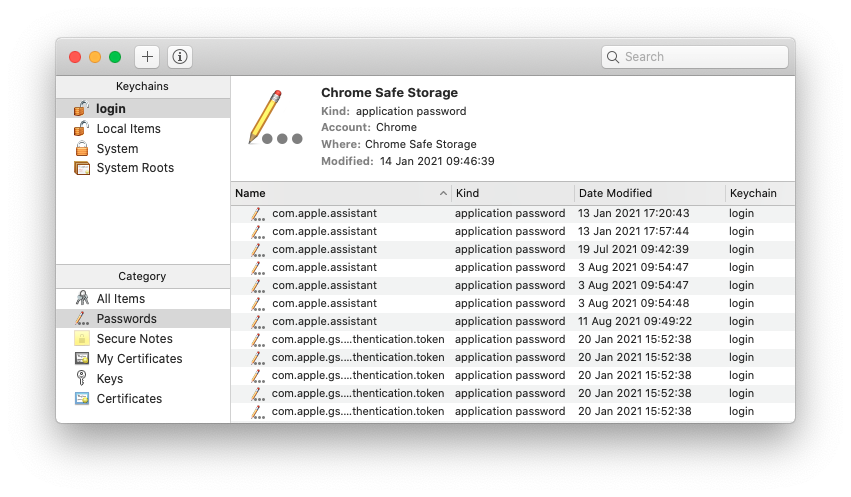 Search
Keychains
login
Local Items
System
System Roots
Category
All Items
Passwords
Secure Notes
My Certificates
Keys
Certificates
Chrome Safe Storage
Kind: application password
Account: Chrome
Where: Chrome Safe Storage
Modified: 14 Jan 2021 09:46:39
Name Kind Date Modified Keychain
com.apple.assistant application password 13 Jan 2021 17:20:43 login
com.apple.assistant application password 13 Jan 2021 17:57:44 login
com.apple.assistant application password 19 Jul 2021 09:42:39 login
com.apple.assistant application password 3 Aug 2021 09:54:47 login
com.apple.assistant application password 3 Aug 2021 09:54:47 login
com.apple.assistant application password 3 Aug 2021 09:54:48 login
com.apple.assistant application password 11 Aug 2021 09:49:22 login
com.apple.gs....thentication.token application password 20 Jan 2021 15:52:38 login
com.apple.gs....thentication.token application password 20 Jan 2021 15:52:38 login
com.apple.gs....thentication.token application password 20 Jan 2021 15:52:38 login
com.apple.gs....thentication.token application password 20 Jan 2021 15:52:38 login
com.apple.gs....thentication.token application password 20 Jan 2021 15:52:38 login